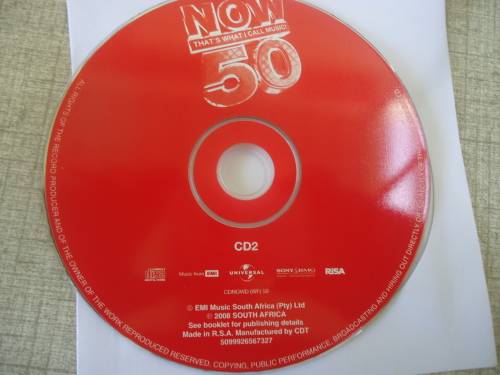 NOW
THAT'S WHAT I CALL MUSIC!
50
CD2
Music from EMI
UNIVERSAL
SONY BMG
RiSA
CDNOWD (WF) 50
℗ EMI Music South Africa (Pty) Ltd
© 2008 SOUTH AFRICA
See booklet for publishing details
Made in R.S.A. Manufactured by CDT
5099926567327
ALL RIGHTS OF THE RECORD PRODUCER AND OF THE OWNER OF THE WORK REPRODUCED RESERVED. COPYING, PUBLIC PERFORMANCE, BROADCASTING AND HIRING OUT DIRECTLY